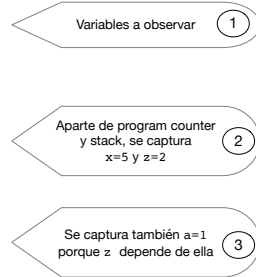 Variables a observar
1
Aparte de program counter
y stack, se captura
x=5 y z=2
2
Se captura también a=1
porque z depende de ella
3